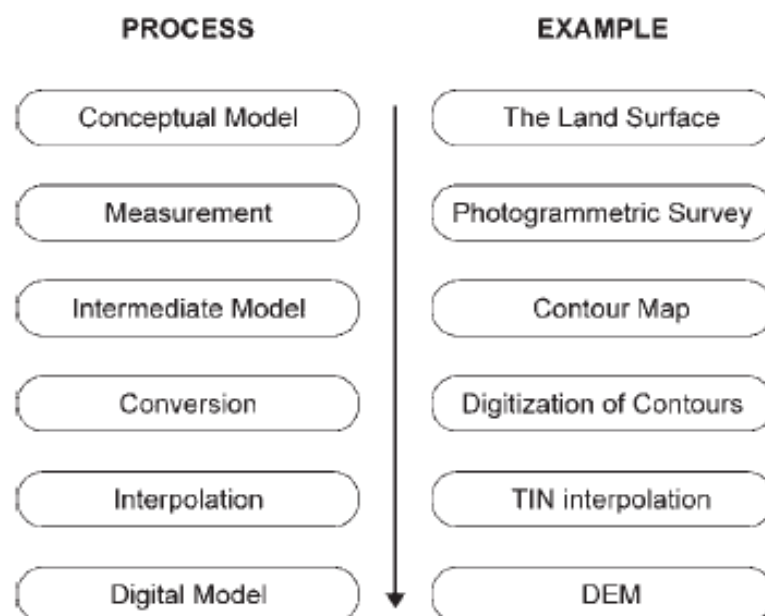 PROCESS EXAMPLE
Conceptual Model The Land Surface
Measurement Photogrammetric Survey
Intermediate Model Contour Map
Conversion Digitization of Contours
Interpolation TIN interpolation
Digital Model DEM